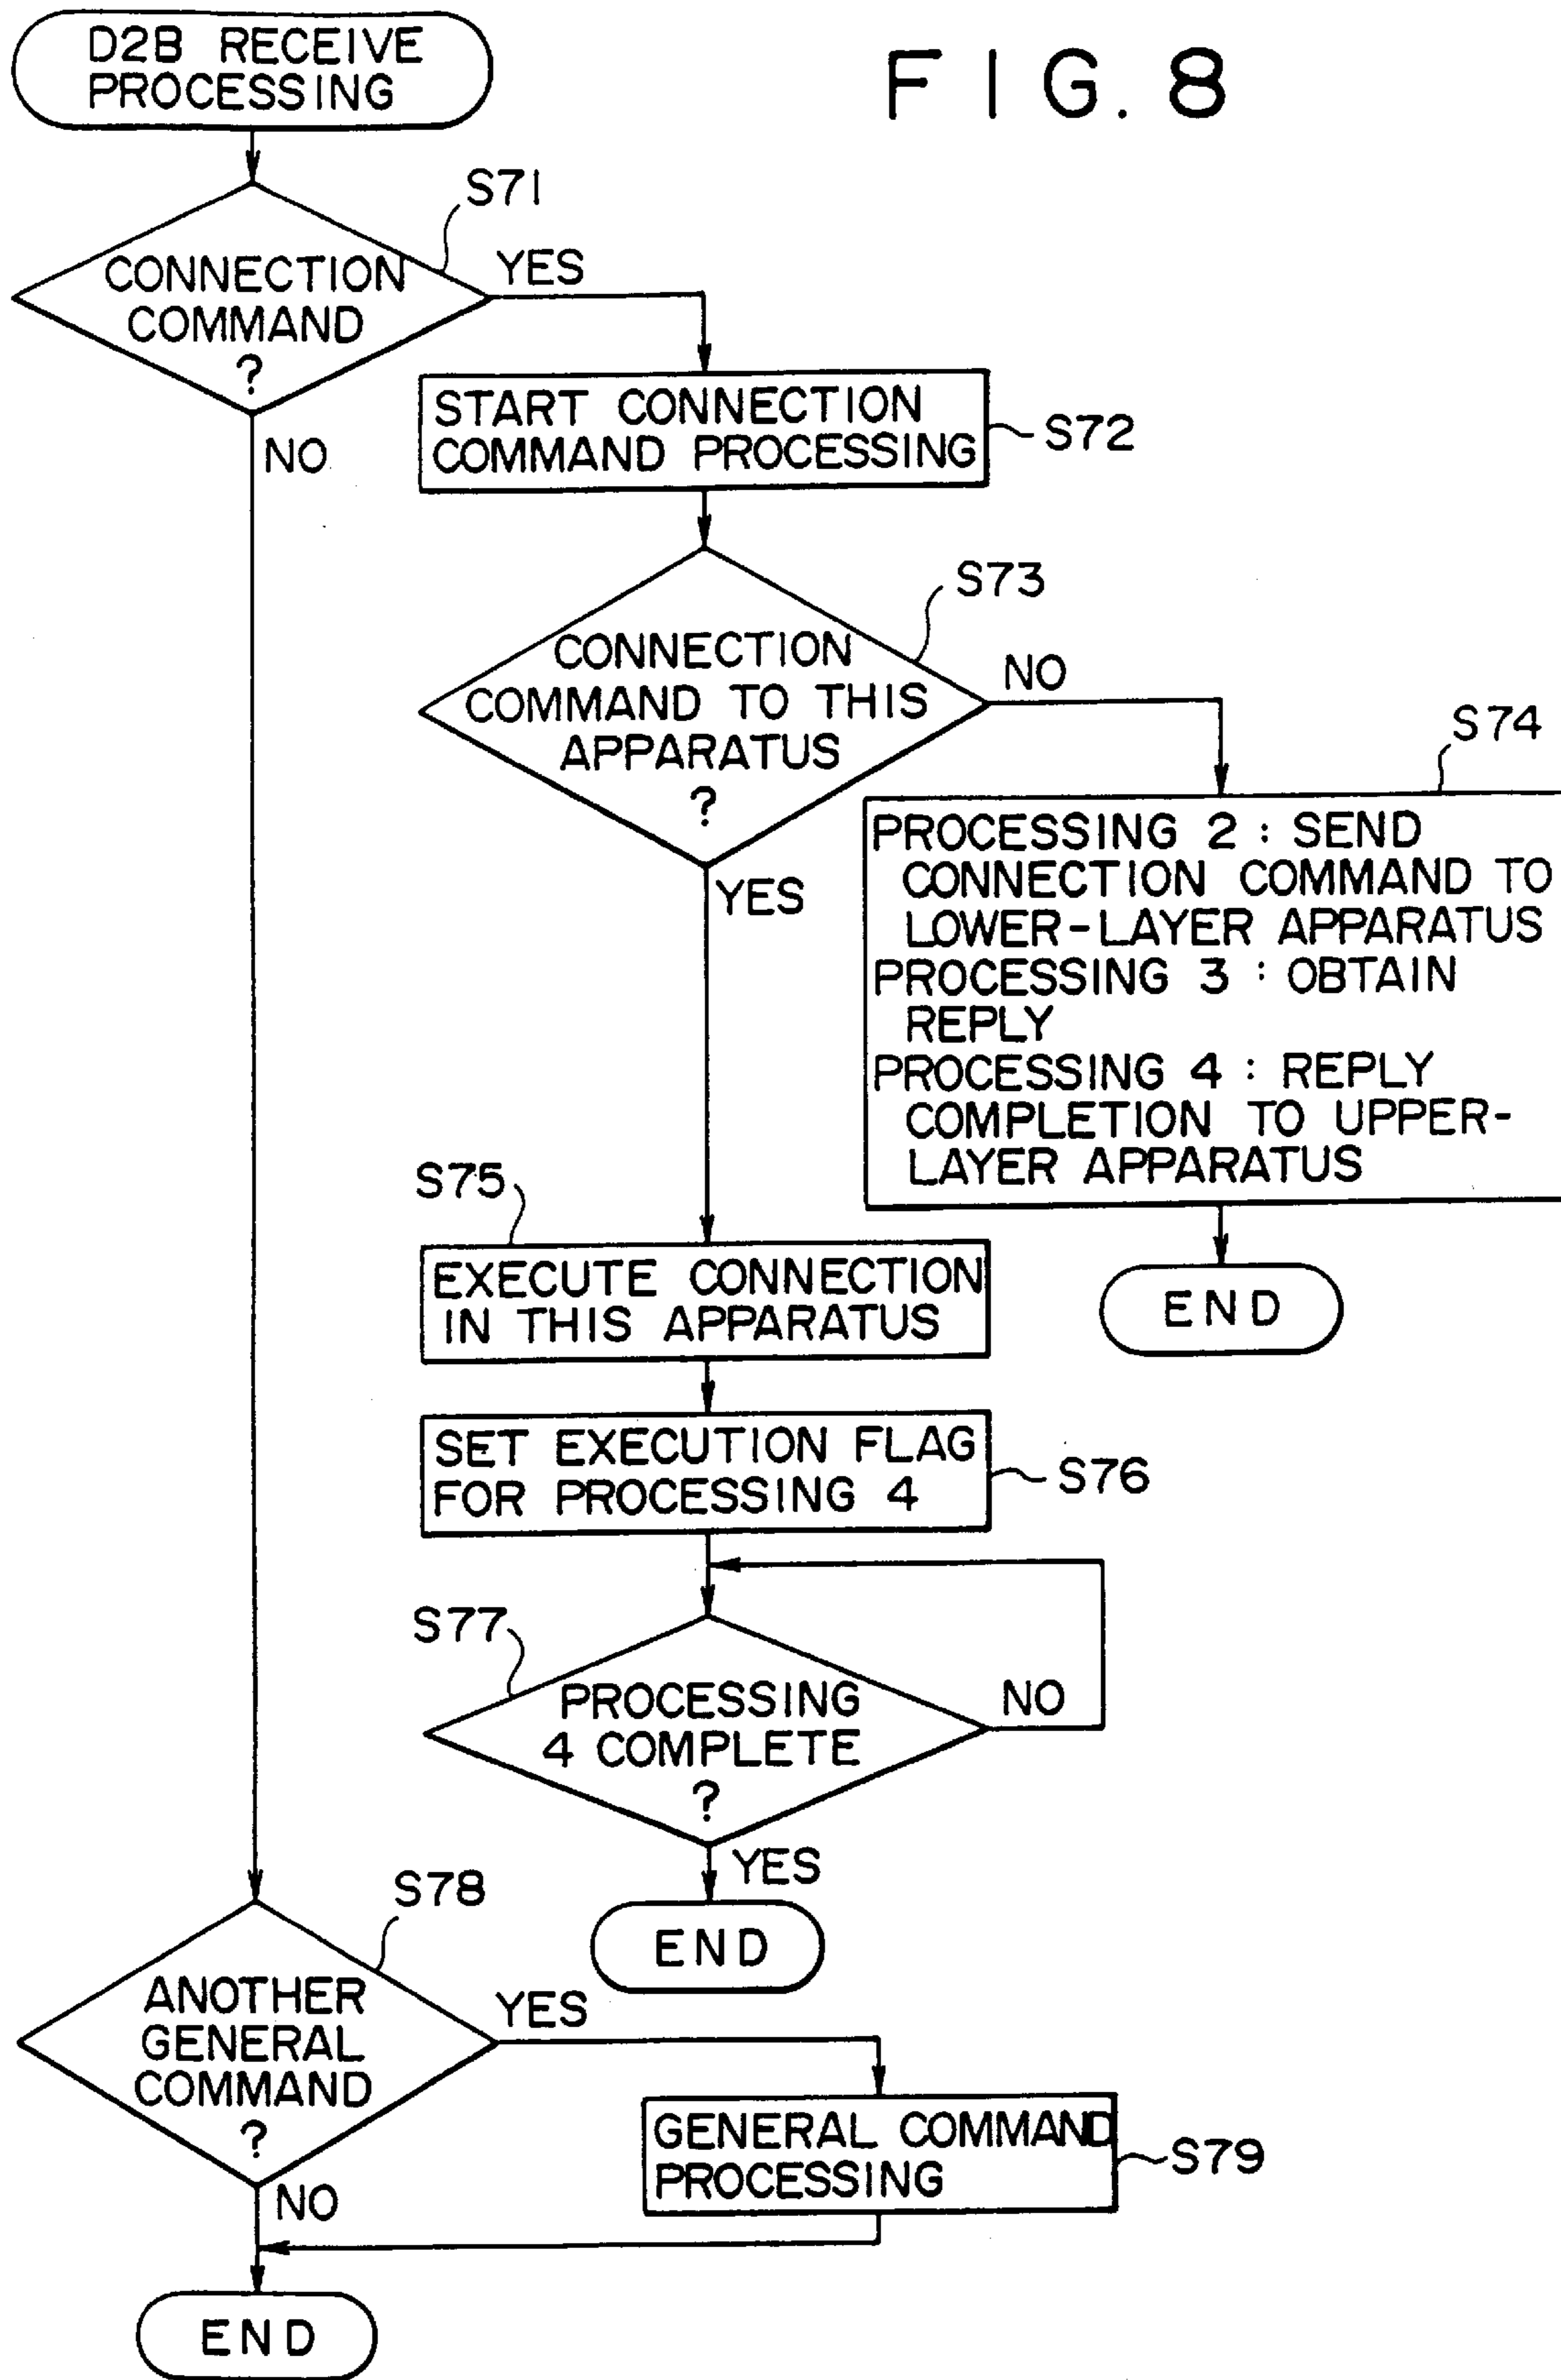 D2B RECEIVE
PROCESSING
FIG. 8
S71
CONNECTION
COMMAND
?
YES
NO
START CONNECTION
COMMAND PROCESSING
S72
S73
CONNECTION
COMMAND TO THIS
APPARATUS
?
NO
YES
S74
PROCESSING 2 : SEND
CONNECTION COMMAND TO
LOWER-LAYER APPARATUS
PROCESSING 3 : OBTAIN
REPLY
PROCESSING 4 : REPLY
COMPLETION TO UPPER-
LAYER APPARATUS
END
S75
EXECUTE CONNECTION
IN THIS APPARATUS
SET EXECUTION FLAG
FOR PROCESSING 4
S76
S77
PROCESSING
4 COMPLETE
?
NO
YES
END
S78
ANOTHER
GENERAL
COMMAND
?
YES
NO
GENERAL COMMAND
PROCESSING
S79
END